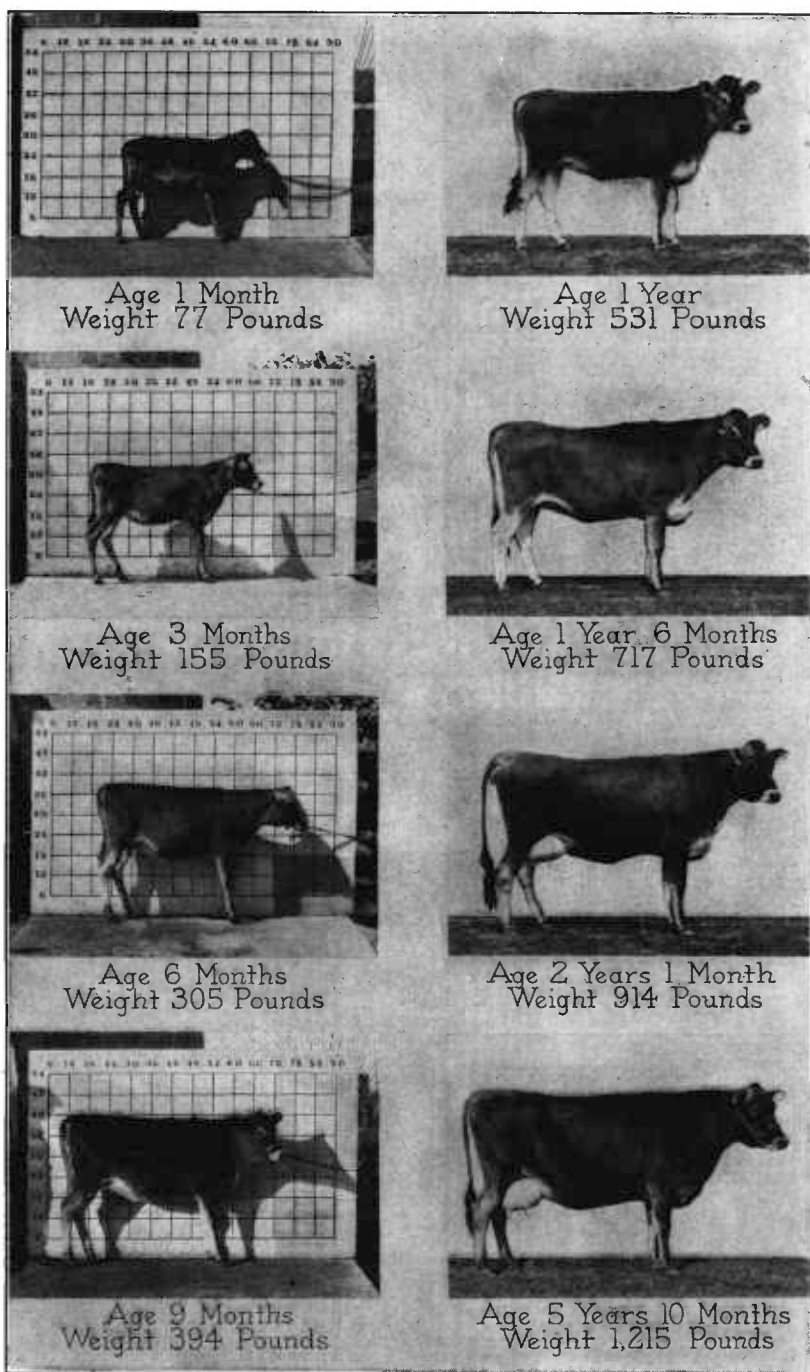 Age 1 Month
Weight 77 Pounds
Age 1 Year
Weight 531 Pounds
Age 3 Months
Weight 155 Pounds
Age 1 Year 6 Months
Weight 717 Pounds
Age 6 Months
Weight 305 Pounds
Age 2 Years 1 Month
Weight 914 Pounds
Age 9 Months
Weight 394 Pounds
Age 5 Years 10 Months
Weight 1,215 Pounds